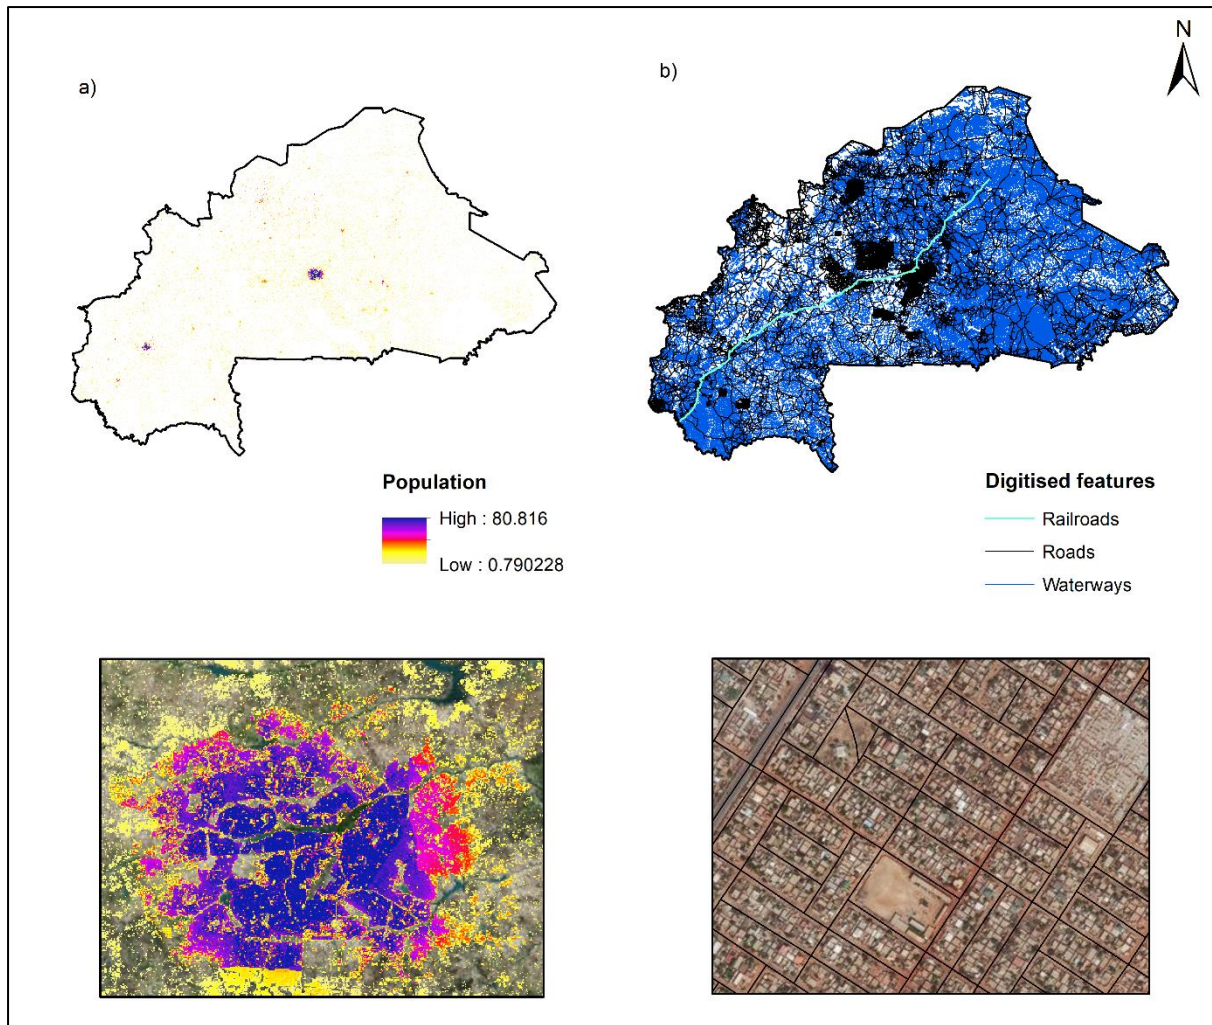 N
a)
b)
Population
High : 80.816
Low : 0.790228
Digitised features
Railroads
Roads
Waterways